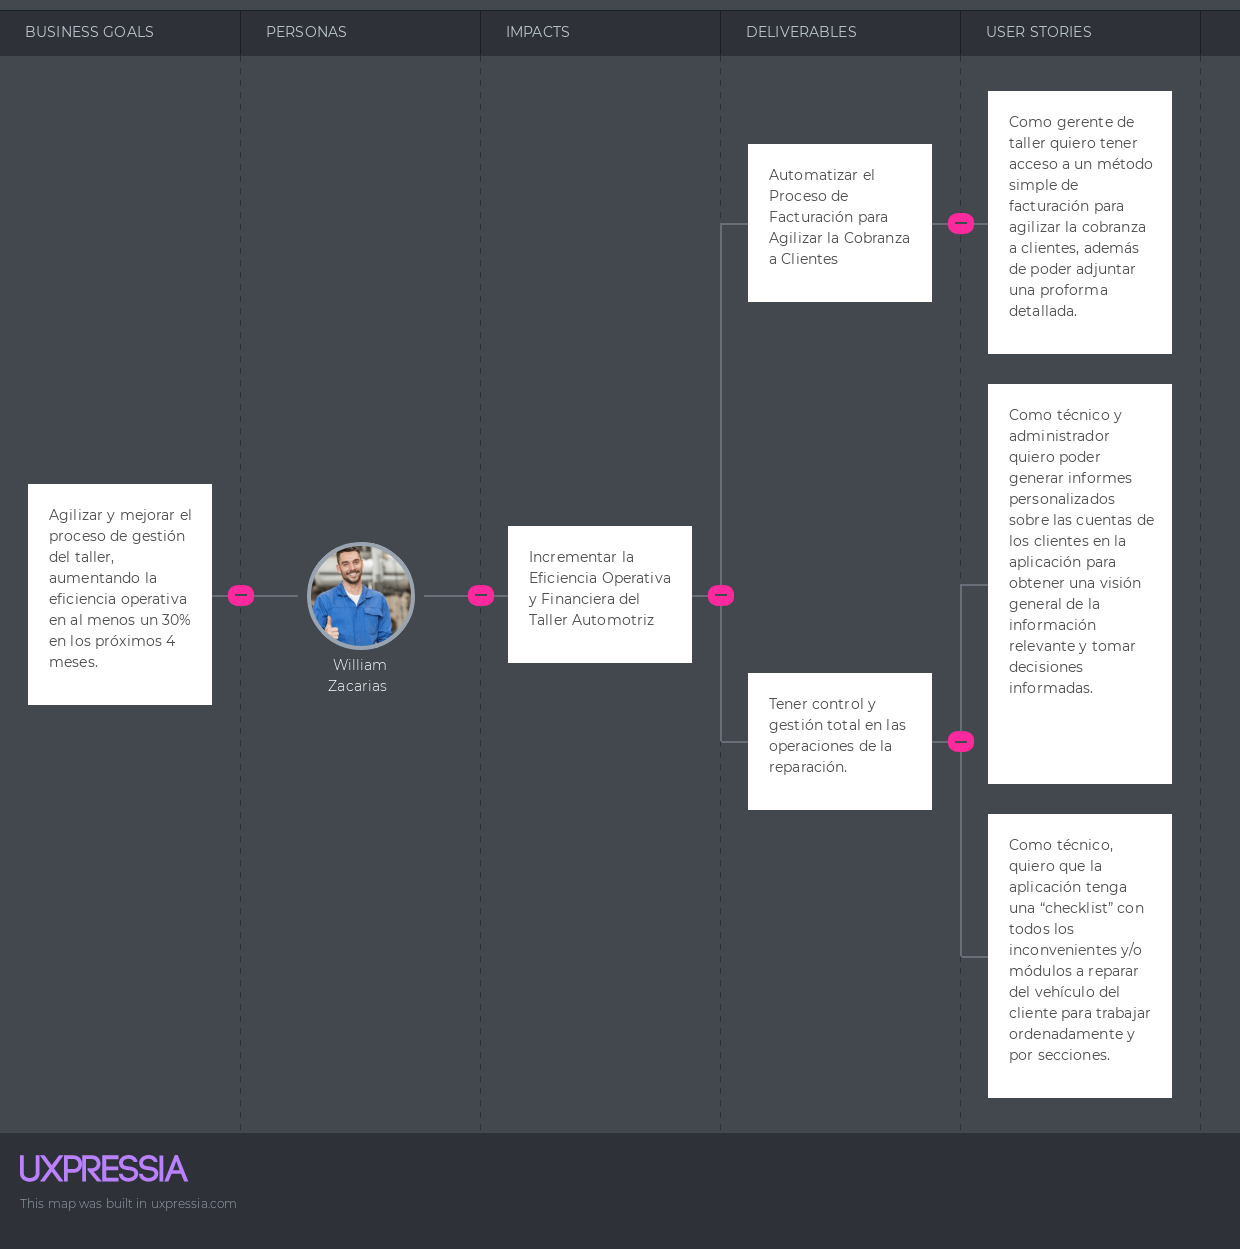 BUSINESS GOALS
PERSONAS
IMPACTS
DELIVERABLES
USER STORIES
Agilizar y mejorar el
proceso de gestión
del taller,
aumentando la
eficiencia operativa
en al menos un 30%
en los próximos 4
meses.
William
Zacarias
Incrementar la
Eficiencia Operativa
y Financiera del
Taller Automotriz
Automatizar el
Proceso de
Facturación para
Agilizar la Cobranza
a Clientes
Tener control y
gestión total en las
operaciones de la
reparación.
Como gerente de
taller quiero tener
acceso a un método
simple de
facturación para
agilizar la cobranza
a clientes, además
de poder adjuntar
una proforma
detallada.
Como técnico y
administrador
quiero poder
generar informes
personalizados
sobre las cuentas de
los clientes en la
aplicación para
obtener una visión
general de la
información
relevante y tomar
decisiones
informadas.
Como técnico,
quiero que la
aplicación tenga
una “checklist” con
todos los
inconvenientes y/o
módulos a reparar
del vehículo del
cliente para trabajar
ordenadamente y
por secciones.
UXPRESSIA
This map was built in uxpressia.com